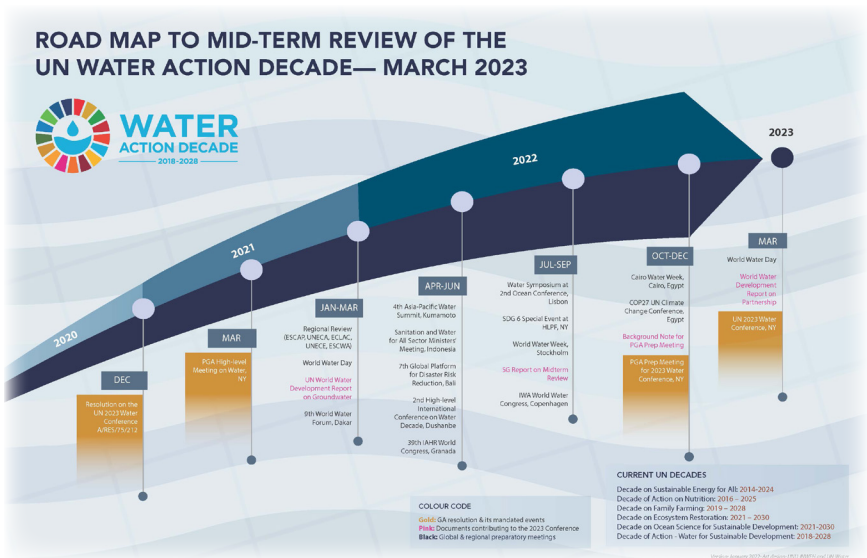 ROAD MAP TO MID-TERM REVIEW OF THE
UN WATER ACTION DECADE— MARCH 2023
WATER
ACTION DECADE
2018-2028
2020
2021
2022
2023
DEC
Resolution on the
UN 2023 Water
Conference
A/RES/75/212
MAR
PGA High-level
Meeting on Water,
NY
JAN-MAR
Regional Review
(ESCAP, UNECA, ECLAC,
UNECE, ESCWA)
World Water Day
UN World Water
Development Report
on Groundwater
9th World Water
Forum, Dakar
APR-JUN
4th Asia-Pacific Water
Summit, Kumamoto
Sanitation and Water
for All Sector Ministers'
Meeting, Indonesia
7th Global Platform
for Disaster Risk
Reduction, Bali
2nd High-level
International
Conference on Water
Decade, Dushanbe
39th IAHR World
Congress, Granada
JUL-SEP
Water Symposium at
2nd Ocean Conference,
Lisbon
SDG 6 Special Event at
HLPF, NY
World Water Week,
Stockholm
SG Report on Midterm
Review
IWA World Water
Congress, Copenhagen
OCT-DEC
Cairo Water Week,
Cairo, Egypt
COP27 UN Climate
Change Conference,
Egypt
Background Note for
PGA Prep Meeting
PGA Prep Meeting
for 2023 Water
Conference, NY
MAR
World Water Day
World Water
Development
Report on
Partnership
UN 2023 Water
Conference, NY
COLOUR CODE
Gold: GA resolution & its mandated events
Pink: Documents contributing to the 2023 Conference
Black: Global & regional preparatory meetings
CURRENT UN DECADES
Decade on Sustainable Energy for All: 2014-2024
Decade of Action on Nutrition: 2016 – 2025
Decade on Family Farming: 2019 – 2028
Decade on Ecosystem Restoration: 2021 – 2030
Decade on Ocean Science for Sustainable Development: 2021-2030
Decade of Action - Water for Sustainable Development: 2018-2028